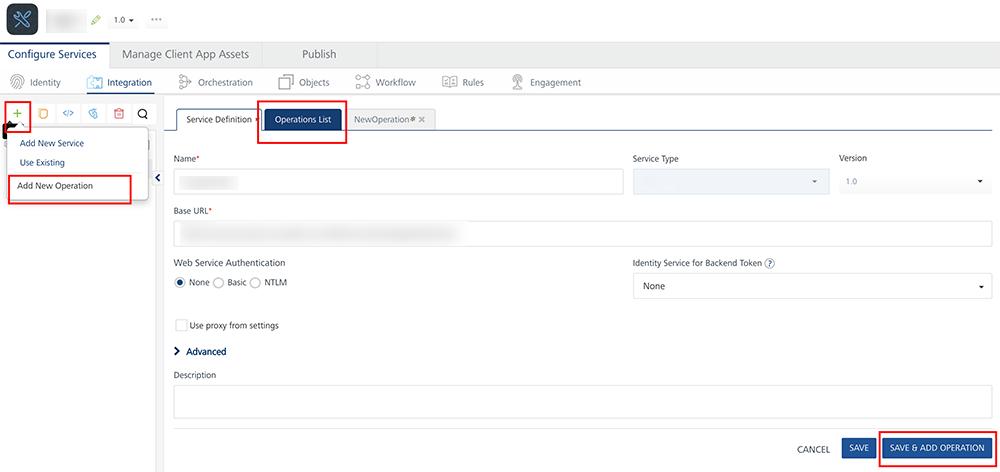 1.0
Configure Services Manage Client App Assets Publish
Identity Integration Orchestration Objects Workflow Rules Engagement
Service Definition * Operations List NewOperation*
Add New Service
Use Existing
Add New Operation
Name* Service Type Version
1.0
Base URL*
Web Service Authentication Identity Service for Backend Token ?
None Basic NTLM None
Use proxy from settings
Advanced
Description
CANCEL SAVE SAVE & ADD OPERATION